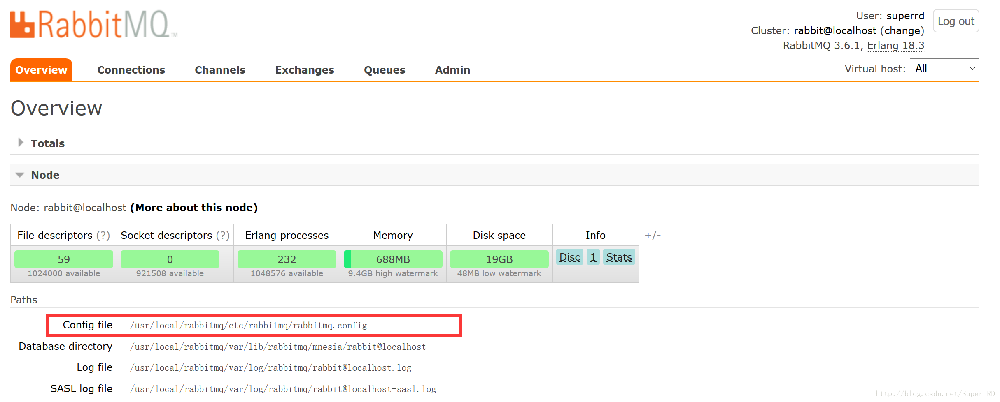 RabbitMQ™
User: superrd
Log out
Cluster: rabbit@localhost (change)
RabbitMQ 3.6.1, Erlang 18.3
Overview Connections Channels Exchanges Queues Admin
Virtual host: All
Overview
Totals
Node
Node: rabbit@localhost (More about this node)
File descriptors (?) Socket descriptors (?) Erlang processes Memory Disk space Info +/-
59 0 232 688MB 19GB Disc 1 Stats
1024000 available 921508 available 1048576 available 9.4GB high watermark 48MB low watermark
Paths
Config file /usr/local/rabbitmq/etc/rabbitmq/rabbitmq.config
Database directory /usr/local/rabbitmq/var/lib/rabbitmq/mnesia/rabbit@localhost
Log file /usr/local/rabbitmq/var/log/rabbitmq/rabbit@localhost.log
SASL log file /usr/local/rabbitmq/var/log/rabbitmq/rabbit@localhost-sasl.log
http://blog.csdn.net/Super_RD